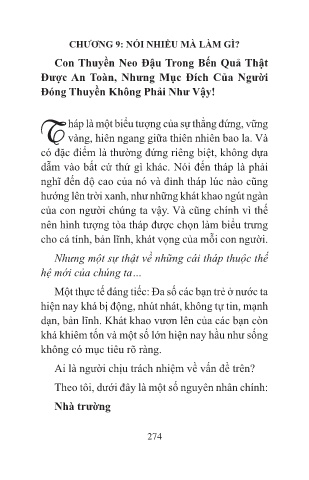 CHƯƠNG 9: NÓI NHIỀU MÀ LÀM GÌ?
Con Thuyền Neo Đậu Trong Bến Quả Thật
Được An Toàn, Nhưng Mục Đích Của Người
Đóng Thuyền Không Phải Như Vậy!
Tháp là một biểu tượng của sự thẳng đứng, vững
vàng, hiên ngang giữa thiên nhiên bao la. Và
có đặc điểm là thường đứng riêng biệt, không dựa
dẫm vào bất cứ thứ gì khác. Nói đến tháp là phải
nghĩ đến độ cao của nó và đỉnh tháp lúc nào cũng
hướng lên trời xanh, như những khát khao ngút ngàn
của con người chúng ta vậy. Và cũng chính vì thế
nên hình tượng tòa tháp được chọn làm biểu trưng
cho cá tính, bản lĩnh, khát vọng của mỗi con người.
Nhưng một sự thật về những cái tháp thuộc thế
hệ mới của chúng ta…
Một thực tế đáng tiếc: Đa số các bạn trẻ ở nước ta
hiện nay khá bị động, nhút nhát, không tự tin, mạnh
dạn, bản lĩnh. Khát khao vươn lên của các bạn còn
khá khiêm tốn và một số lớn hiện nay hầu như sống
không có mục tiêu rõ ràng.
Ai là người chịu trách nhiệm về vấn đề trên?
Theo tôi, dưới đây là một số nguyên nhân chính:
Nhà trường
274